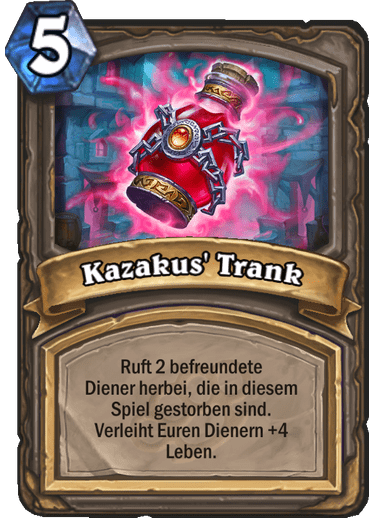 5
Kazakus' Trank
Ruft 2 befreundete
Diener herbei, die in diesem
Spiel gestorben sind.
Verleiht Euren Dienern +4
Leben.